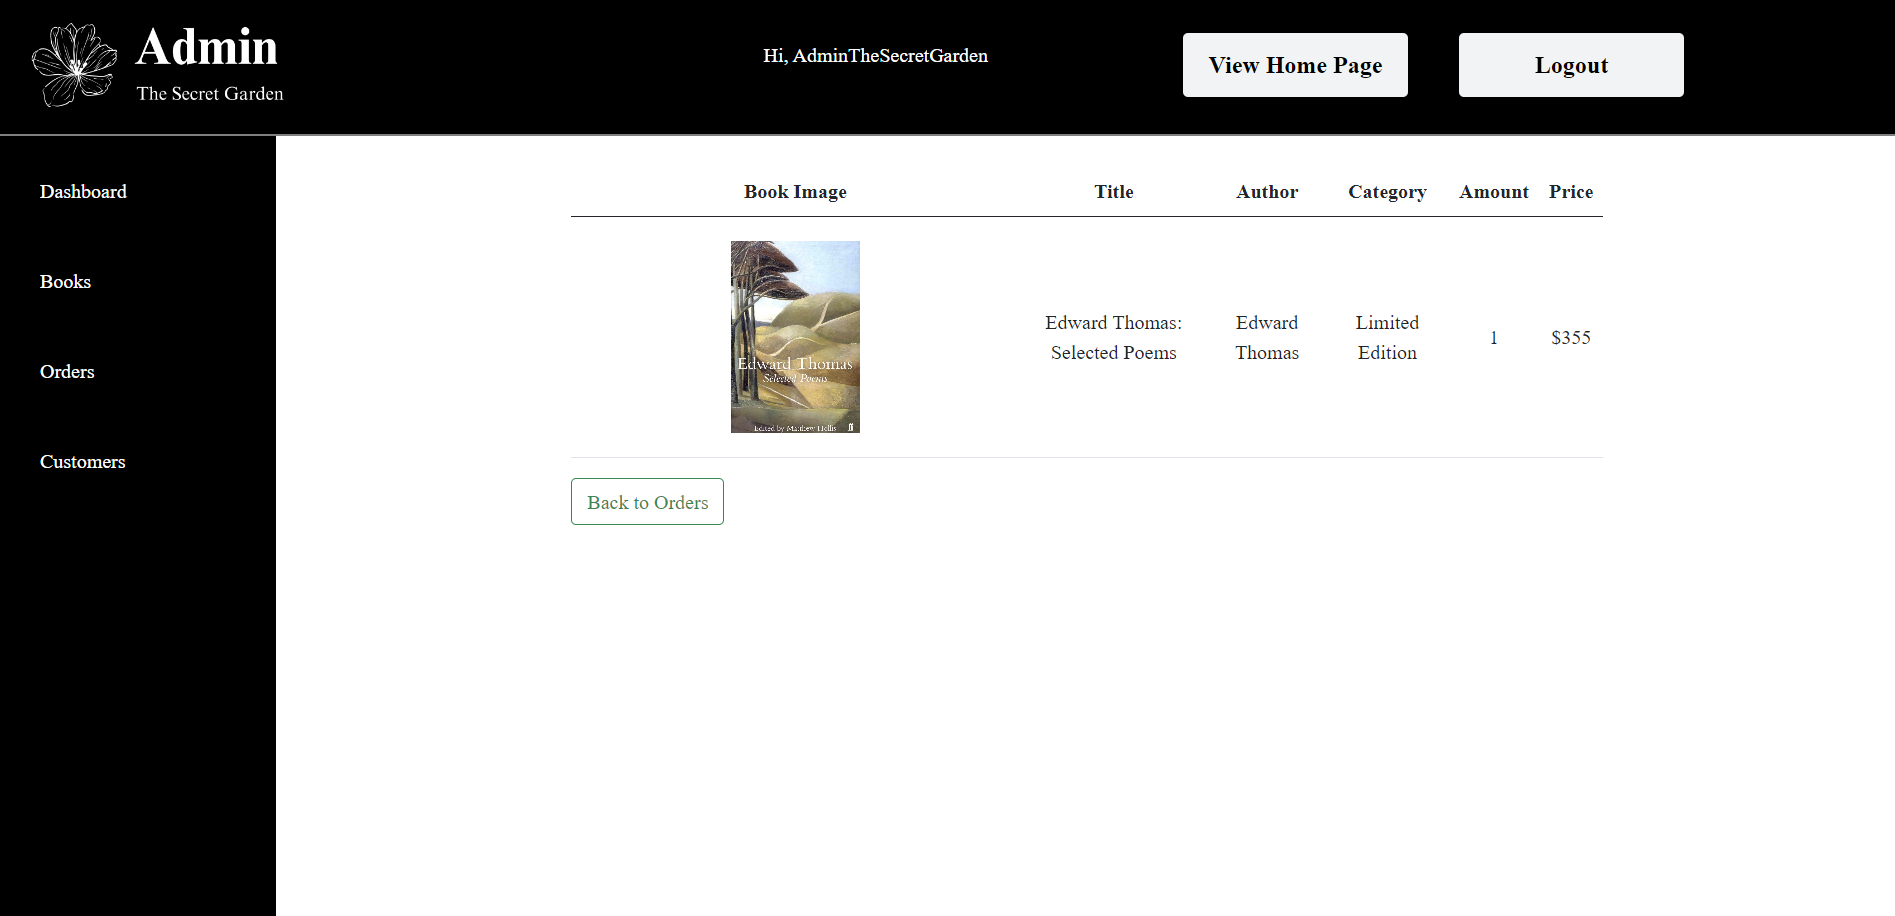 Admin
The Secret Garden
Hi, AdminTheSecretGarden
View Home Page
Logout
Dashboard
Books
Orders
Customers
Book Image Title Author Category Amount Price
Edward Thomas
Selected Poems
Edited by Matthew Hollis
ff
Edward Thomas:
Selected Poems
Edward
Thomas
Limited
Edition
1
$355
Back to Orders